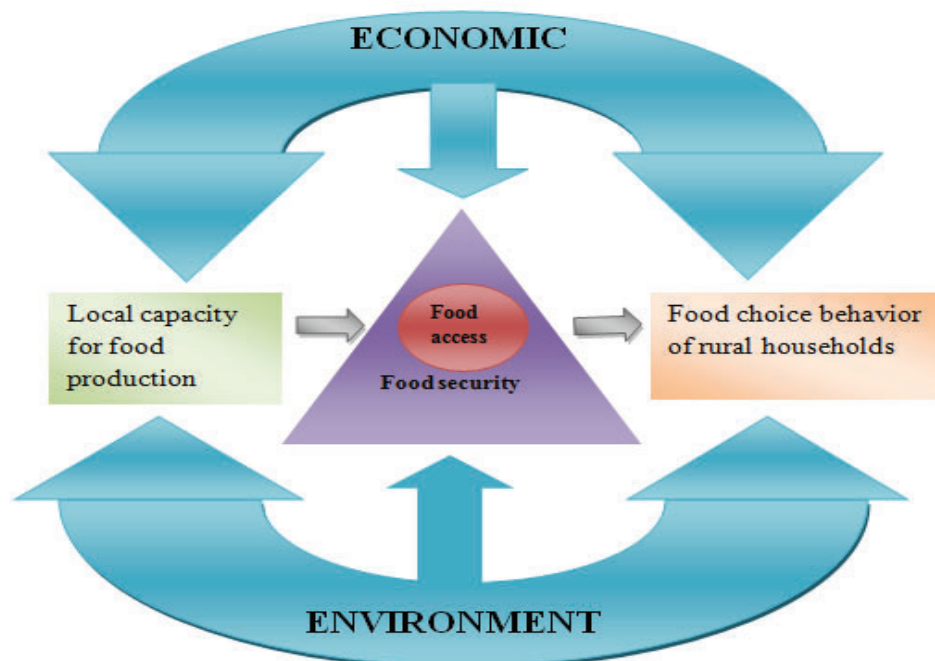 ECONOMIC
Local capacity
for food
production
Food
access
Food security
Food choice behavior
of rural households
ENVIRONMENT